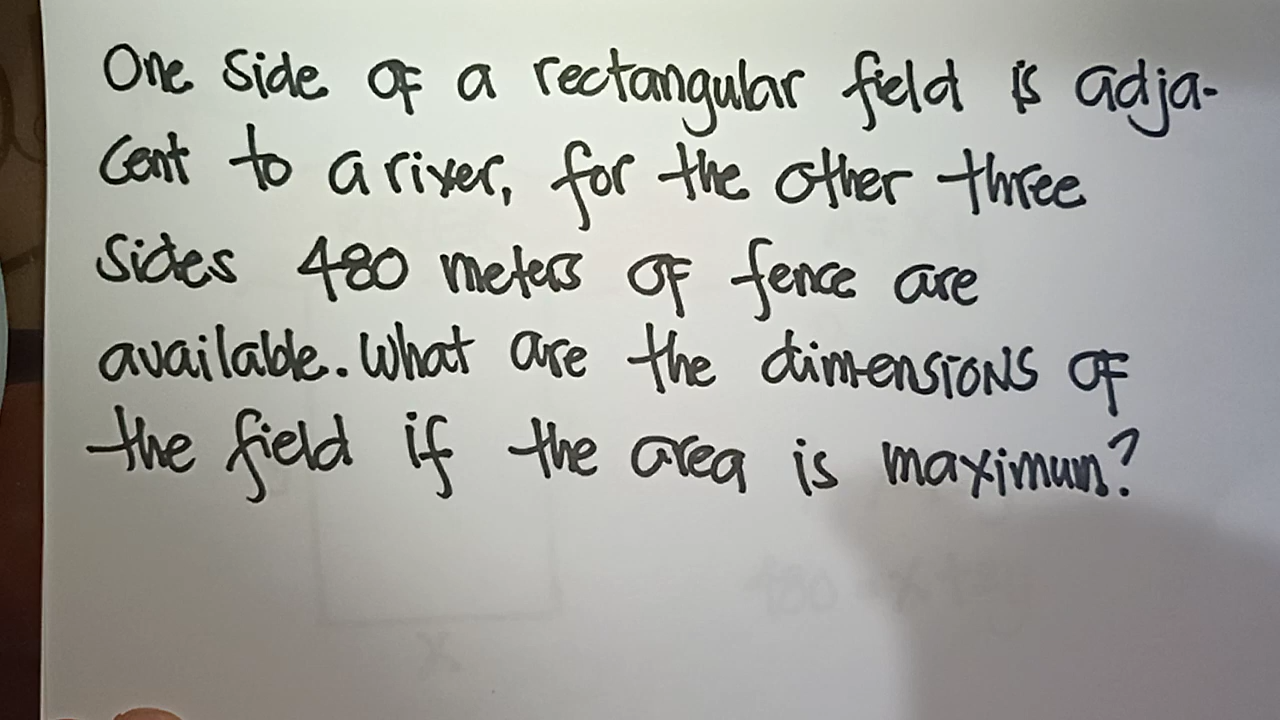 One side of a rectangular field is adja-
cent to a river, for the other three
sides 480 meters of fence are
available. What are the dimensions of
the field if the area is maximum?